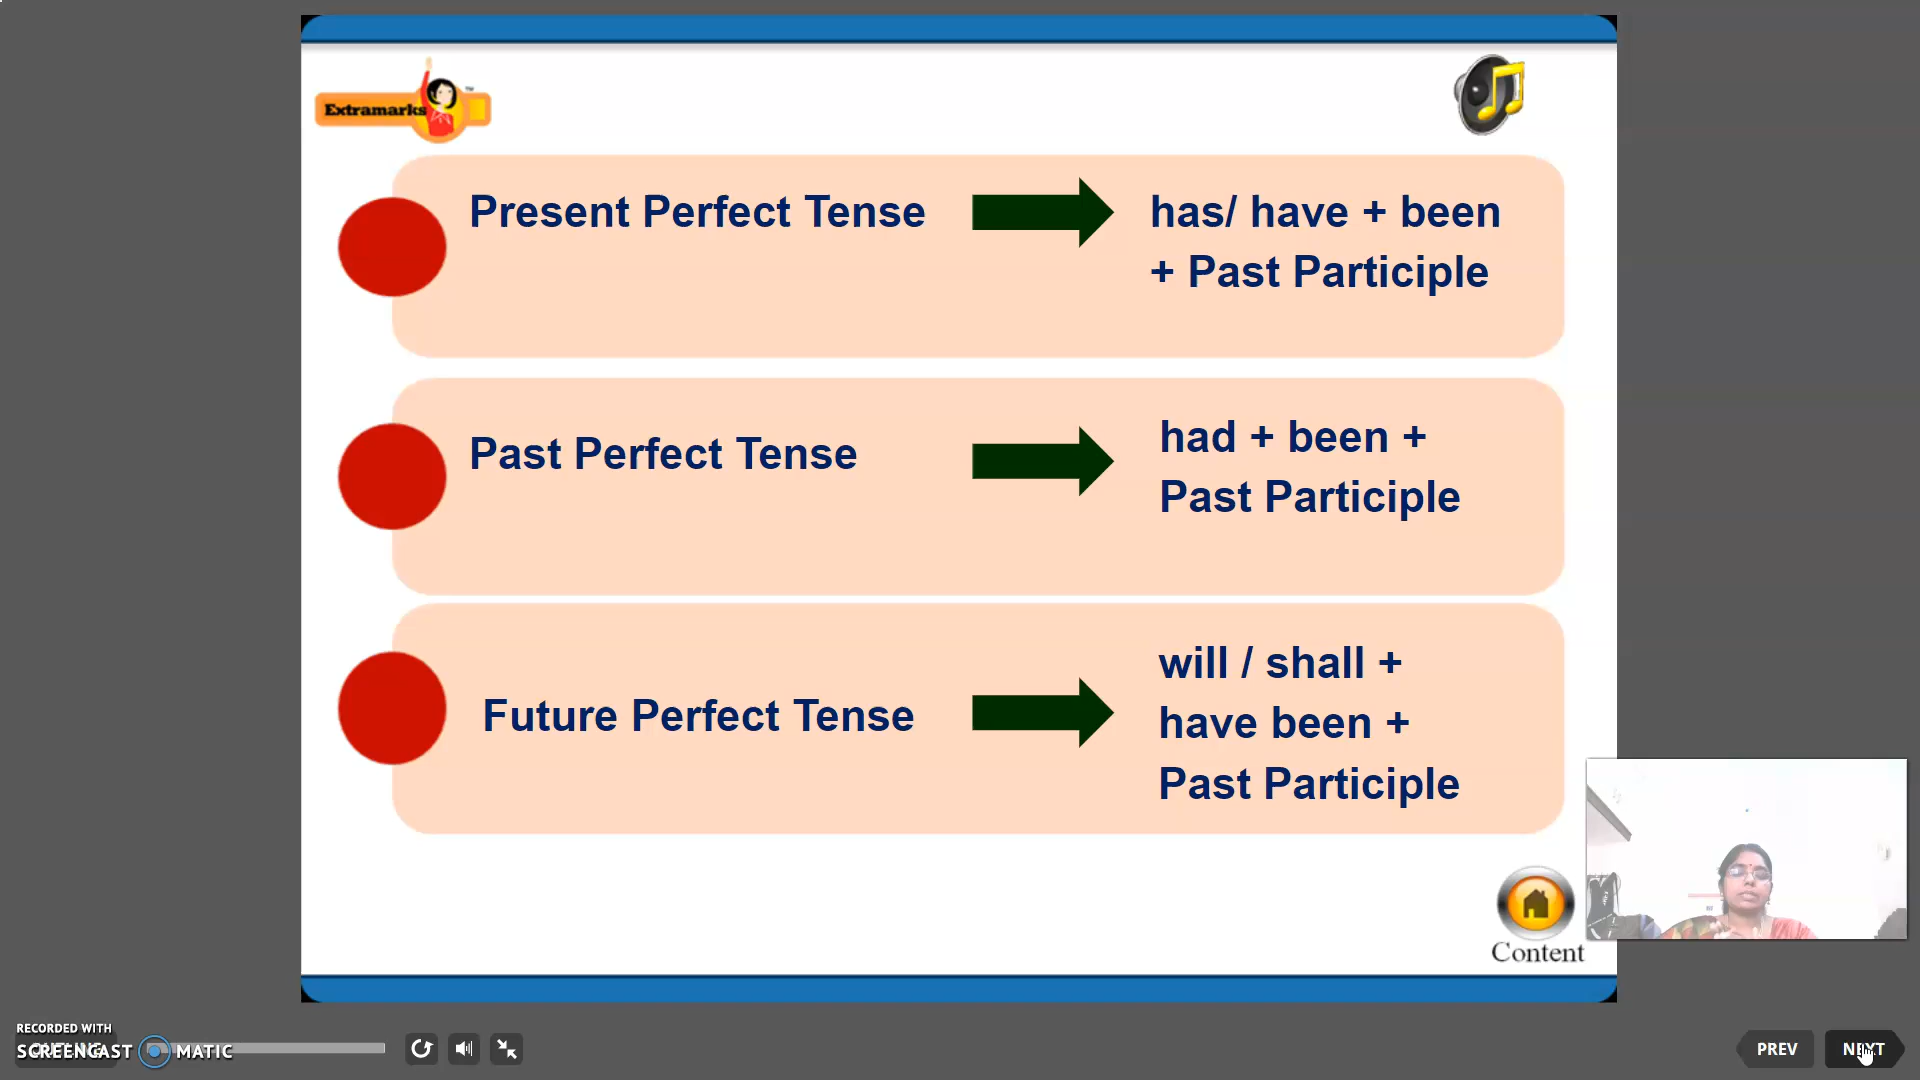 Extramarks
TM
Present Perfect Tense
has/ have + been
+ Past Participle
Past Perfect Tense
had + been +
Past Participle
Future Perfect Tense
will / shall +
have been +
Past Participle
Content
RECORDED WITH
SCREENCAST MATIC
PREV
NEXT